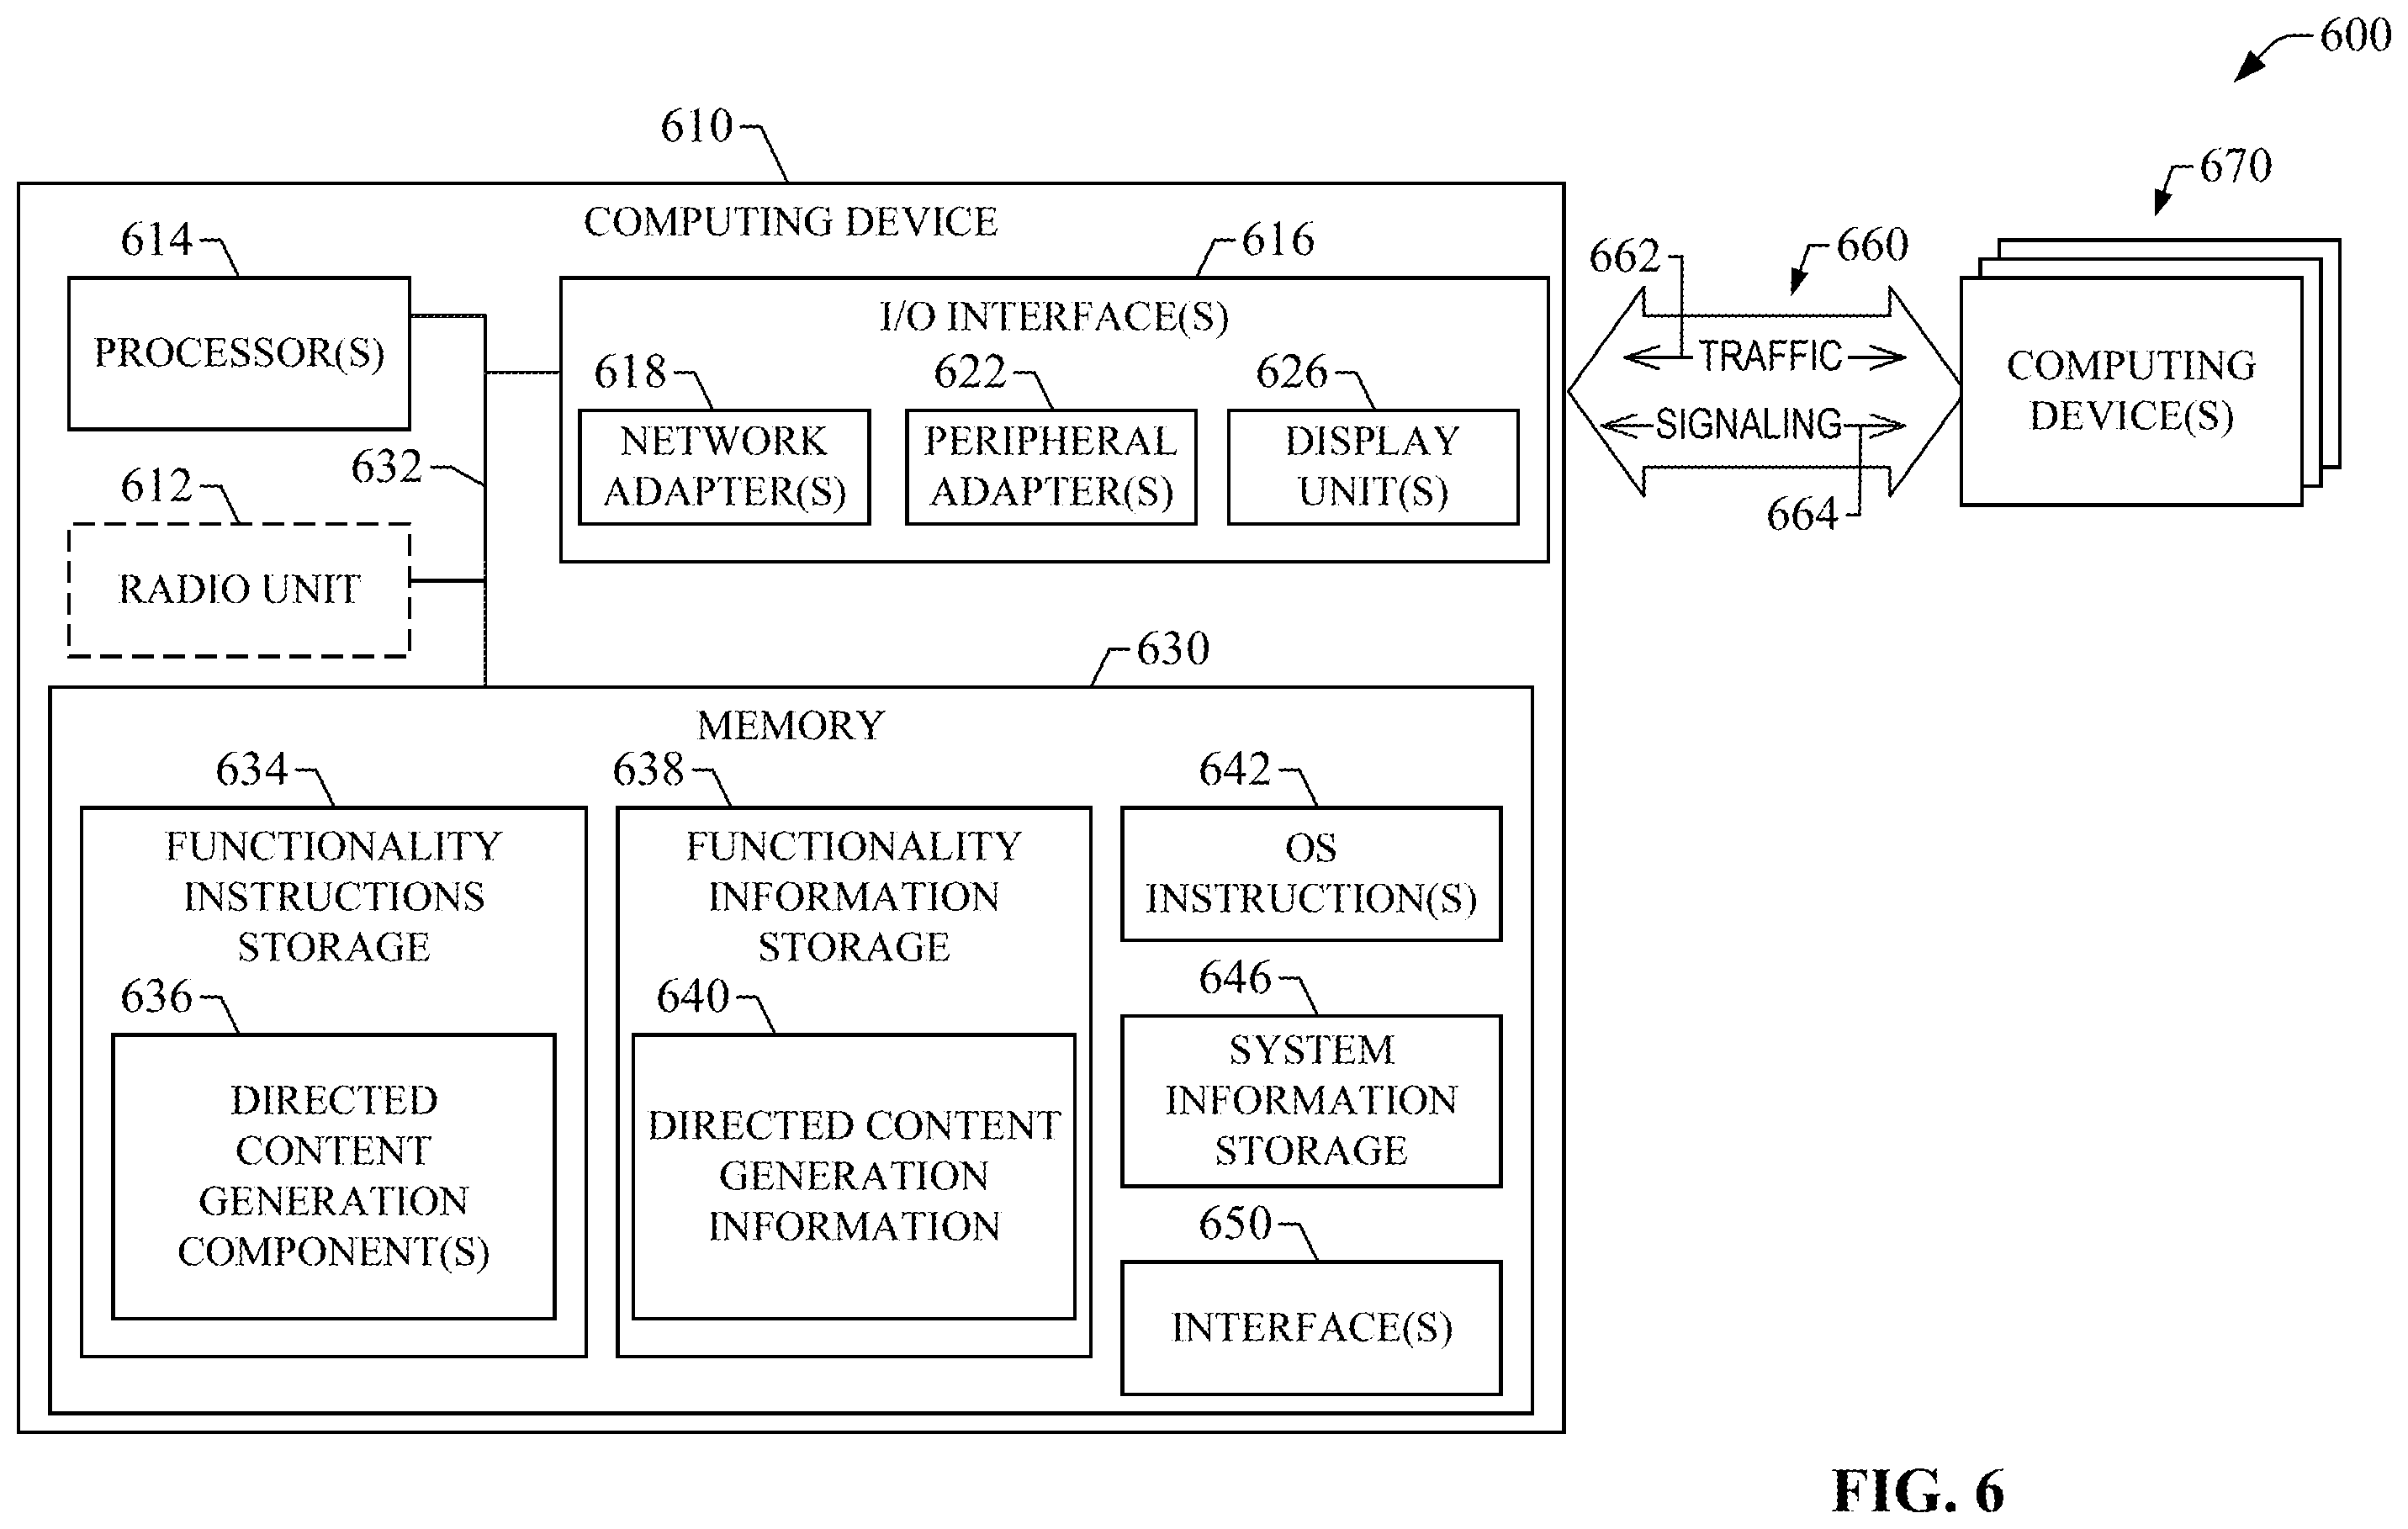 600
610
670
COMPUTING DEVICE
614
616
662
660
PROCESSOR(S)
I/O INTERFACE(S)
618
622
626
NETWORK
ADAPTER(S)
PERIPHERAL
ADAPTER(S)
DISPLAY
UNIT(S)
TRAFFIC
SIGNALING
664
COMPUTING
DEVICE(S)
632
612
RADIO UNIT
630
MEMORY
634
FUNCTIONALITY
INSTRUCTIONS
STORAGE
636
DIRECTED
CONTENT
GENERATION
COMPONENT(S)
638
FUNCTIONALITY
INFORMATION
STORAGE
640
DIRECTED CONTENT
GENERATION
INFORMATION
642
OS
INSTRUCTION(S)
646
SYSTEM
INFORMATION
STORAGE
650
INTERFACE(S)
FIG. 6